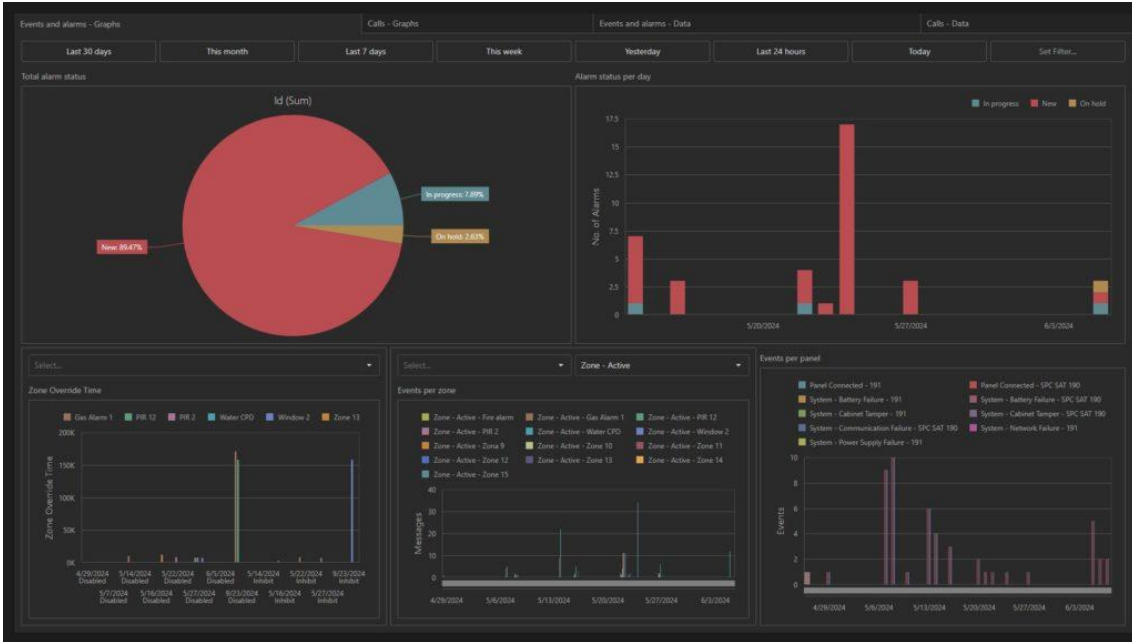 Events and alarms - Graphs
Calls - Graphs
Events and alarms - Data
Calls - Data
Last 30 days
This month
Last 7 days
This week
Yesterday
Last 24 hours
Today
Set Filter...
Total alarm status
Id (Sum)
In progress: 7.89%
On hold: 2.63%
New: 89.47%
Alarm status per day
In progress New On hold
No. of Alarms
17.5
15
12.5
10
7.5
5
2.5
0
5/20/2024 5/27/2024 6/3/2024
Select...
Zone Override Time
Gas Alarm 1 PIR 12 PIR 2 Water CPD Window 2 Zone 13
Zone Override Time
200K
150K
100K
50K
0K
4/29/2024 5/14/2024 5/22/2024 6/5/2024 5/14/2024 5/22/2024 9/23/2024
Disabled Disabled Disabled Disabled Inhibit Inhibit Inhibit
5/7/2024 5/16/2024 5/27/2024 9/23/2024 5/16/2024 5/27/2024
Disabled Disabled Disabled Disabled Inhibit Inhibit
Select...
Zone - Active
Events per zone
Zone - Active - Fire alarm Zone - Active - Gas Alarm 1 Zone - Active - PIR 12
Zone - Active - PIR 2 Zone - Active - Water CPD Zone - Active - Window 2
Zone - Active - Zona 9 Zone - Active - Zone 10 Zone - Active - Zone 11
Zone - Active - Zone 12 Zone - Active - Zone 13 Zone - Active - Zone 14
Zone - Active - Zone 15
Messages
40
30
20
10
0
4/29/2024 5/6/2024 5/13/2024 5/20/2024 5/27/2024 6/3/2024
Events per panel
Panel Connected - 191 Panel Connected - SPC SAT 190
System - Battery Failure - 191 System - Battery Failure - SPC SAT 190
System - Cabinet Tamper - 191 System - Cabinet Tamper - SPC SAT 190
System - Communication Failure - SPC SAT 190 System - Network Failure - 191
System - Power Supply Failure - 191
Events
10
8
6
4
2
0
4/29/2024 5/6/2024 5/13/2024 5/20/2024 5/27/2024 6/3/2024